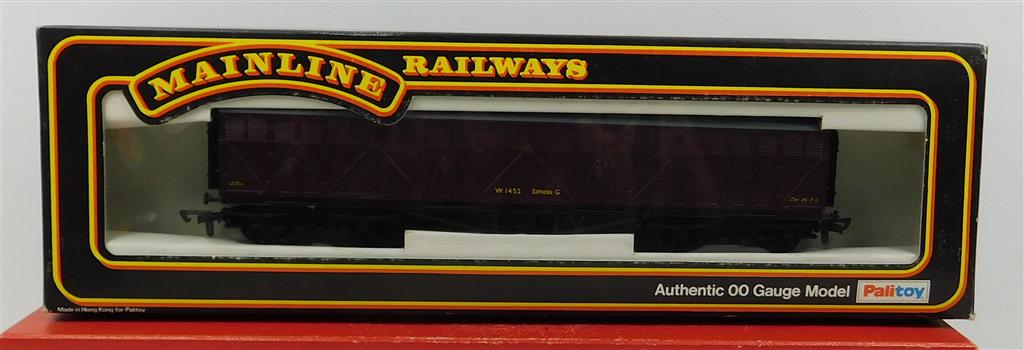 MAINLINE
RAILWAYS
W 1452 SIPHON G
Authentic 00 Gauge Model
Palitoy
Made in Hong Kong for Palitoy